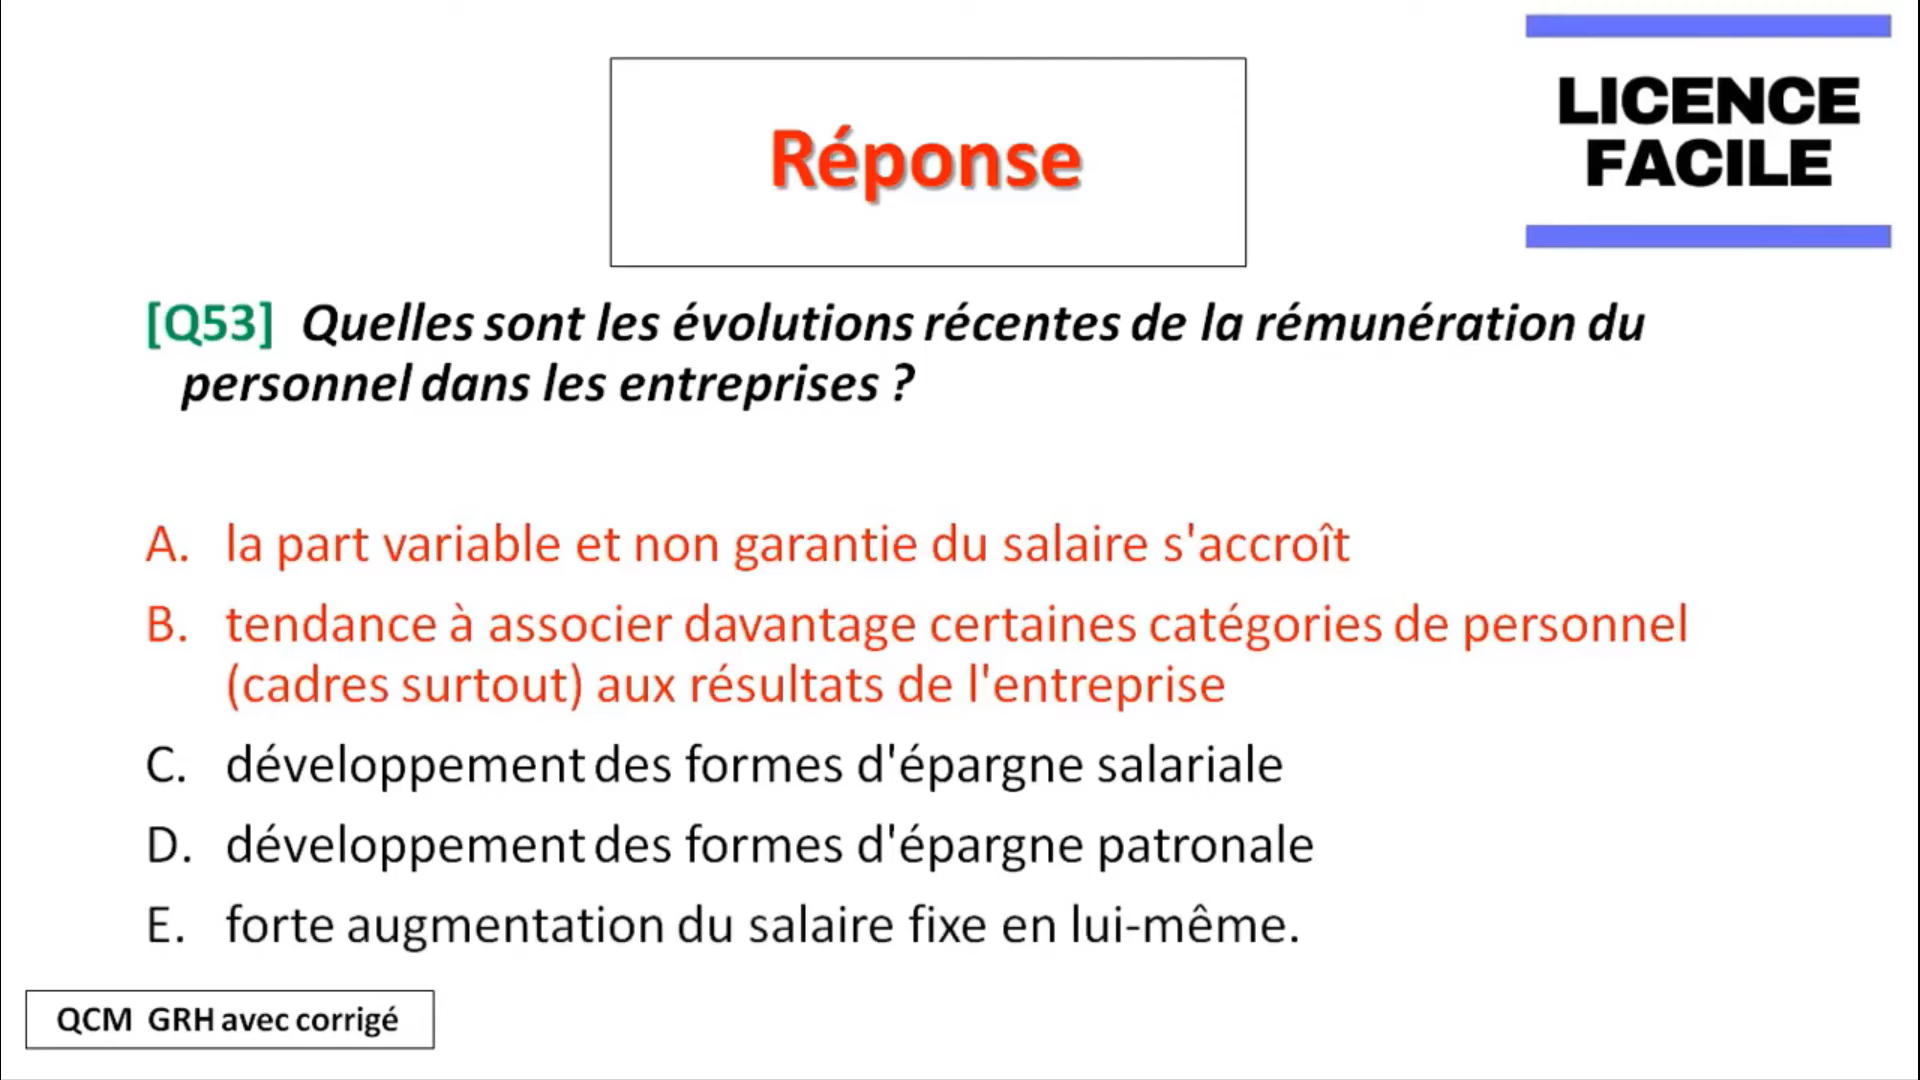 LICENCE
FACILE
Réponse
[Q53] Quelles sont les évolutions récentes de la rémunération du
personnel dans les entreprises ?
A. la part variable et non garantie du salaire s'accroît
B. tendance à associer davantage certaines catégories de personnel
(cadres surtout) aux résultats de l'entreprise
C. développement des formes d'épargne salariale
D. développement des formes d'épargne patronale
E. forte augmentation du salaire fixe en lui-même.
QCM GRH avec corrigé